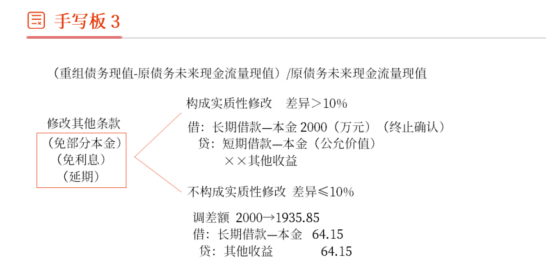 手写板 3
（重组债务现值-原债务未来现金流量现值）/原债务未来现金流量现值
构成实质性修改 差异＞10%
修改其他条款
（免部分本金）
（免利息）
（延期）
借：长期借款—本金 2000（万元）（终止确认）
贷：短期借款—本金（公允价值）
××其他收益
不构成实质性修改 差异≤10%
调差额 2000→1935.85
借：长期借款—本金 64.15
贷：其他收益 64.15